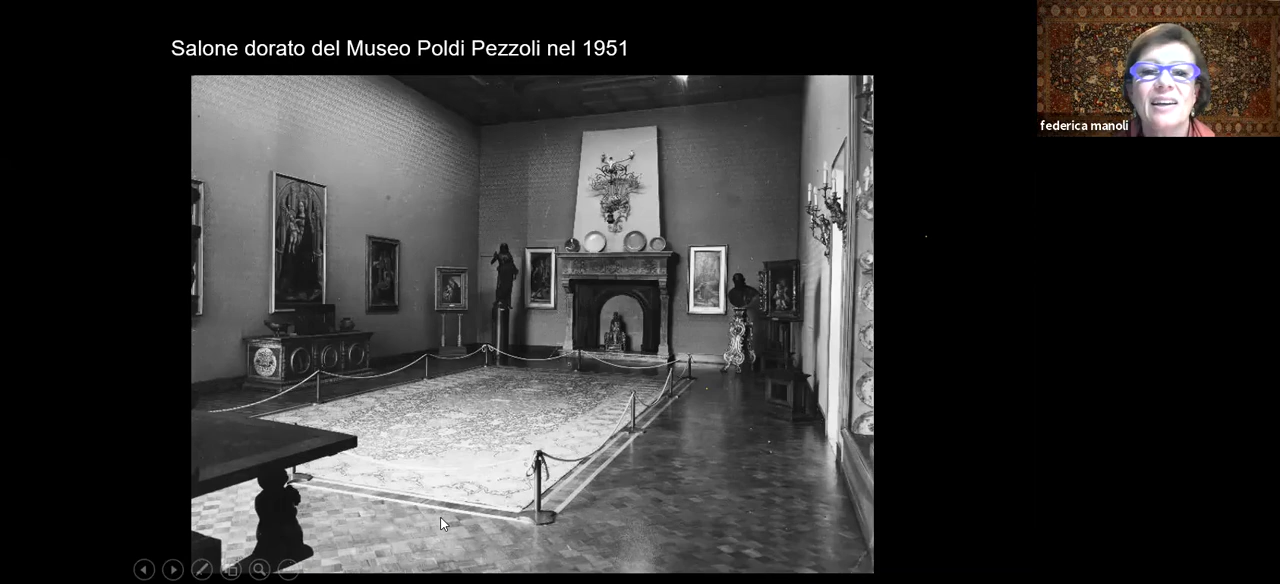 Salone dorato del Museo Poldi Pezzoli nel 1951
federica manoli